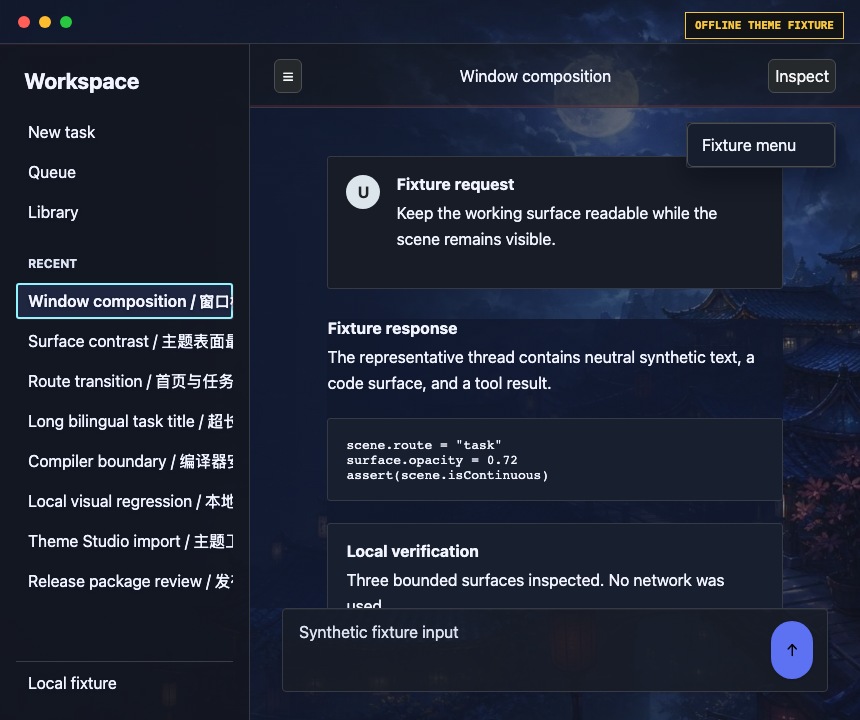 OFFLINE THEME FIXTURE
Workspace
New task
Queue
Library
RECENT
Window composition / 窗口
Surface contrast / 主题表面最
Route transition / 首页与任务
Long bilingual task title / 超长
Compiler boundary / 编译器安
Local visual regression / 本地
Theme Studio import / 主题工
Release package review / 发布
Local fixture
≡
Window composition
Inspect
Fixture menu
U
Fixture request
Keep the working surface readable while the
scene remains visible.
Fixture response
The representative thread contains neutral synthetic text, a
code surface, and a tool result.
scene.route = "task"
surface.opacity = 0.72
assert(scene.isContinuous)
Local verification
Three bounded surfaces inspected. No network was
used.
Synthetic fixture input
↑